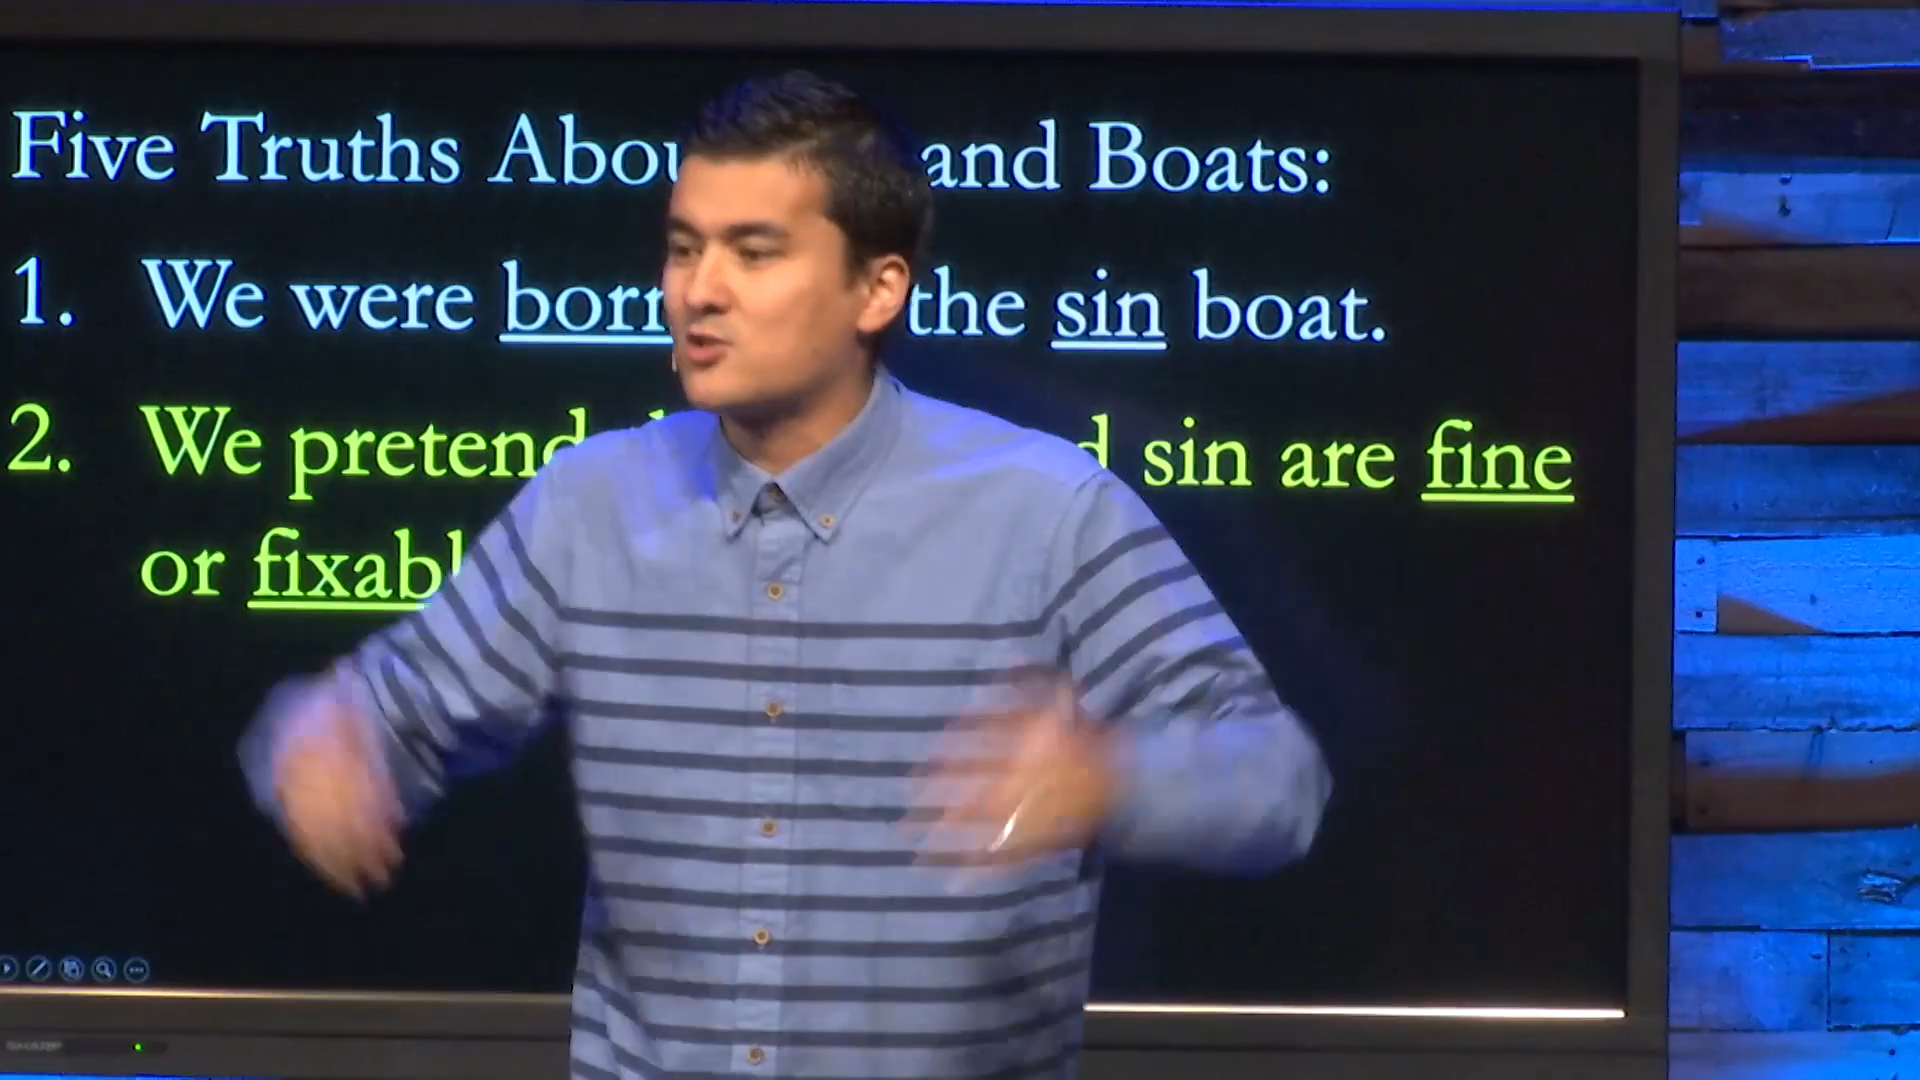 Five Truths Abou and Boats:
1. We were born the sin boat.
2. We pretend d sin are fine
or fixabl